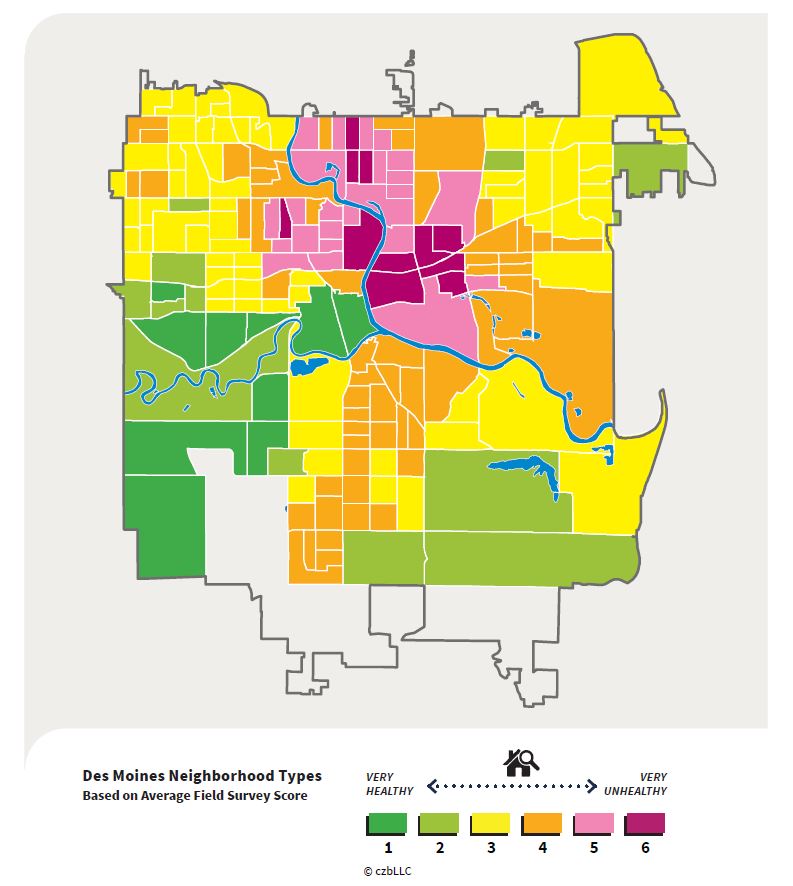 Des Moines Neighborhood Types
Based on Average Field Survey Score
VERY
HEALTHY
VERY
UNHEALTHY
1 2 3 4 5 6
© czbLLC